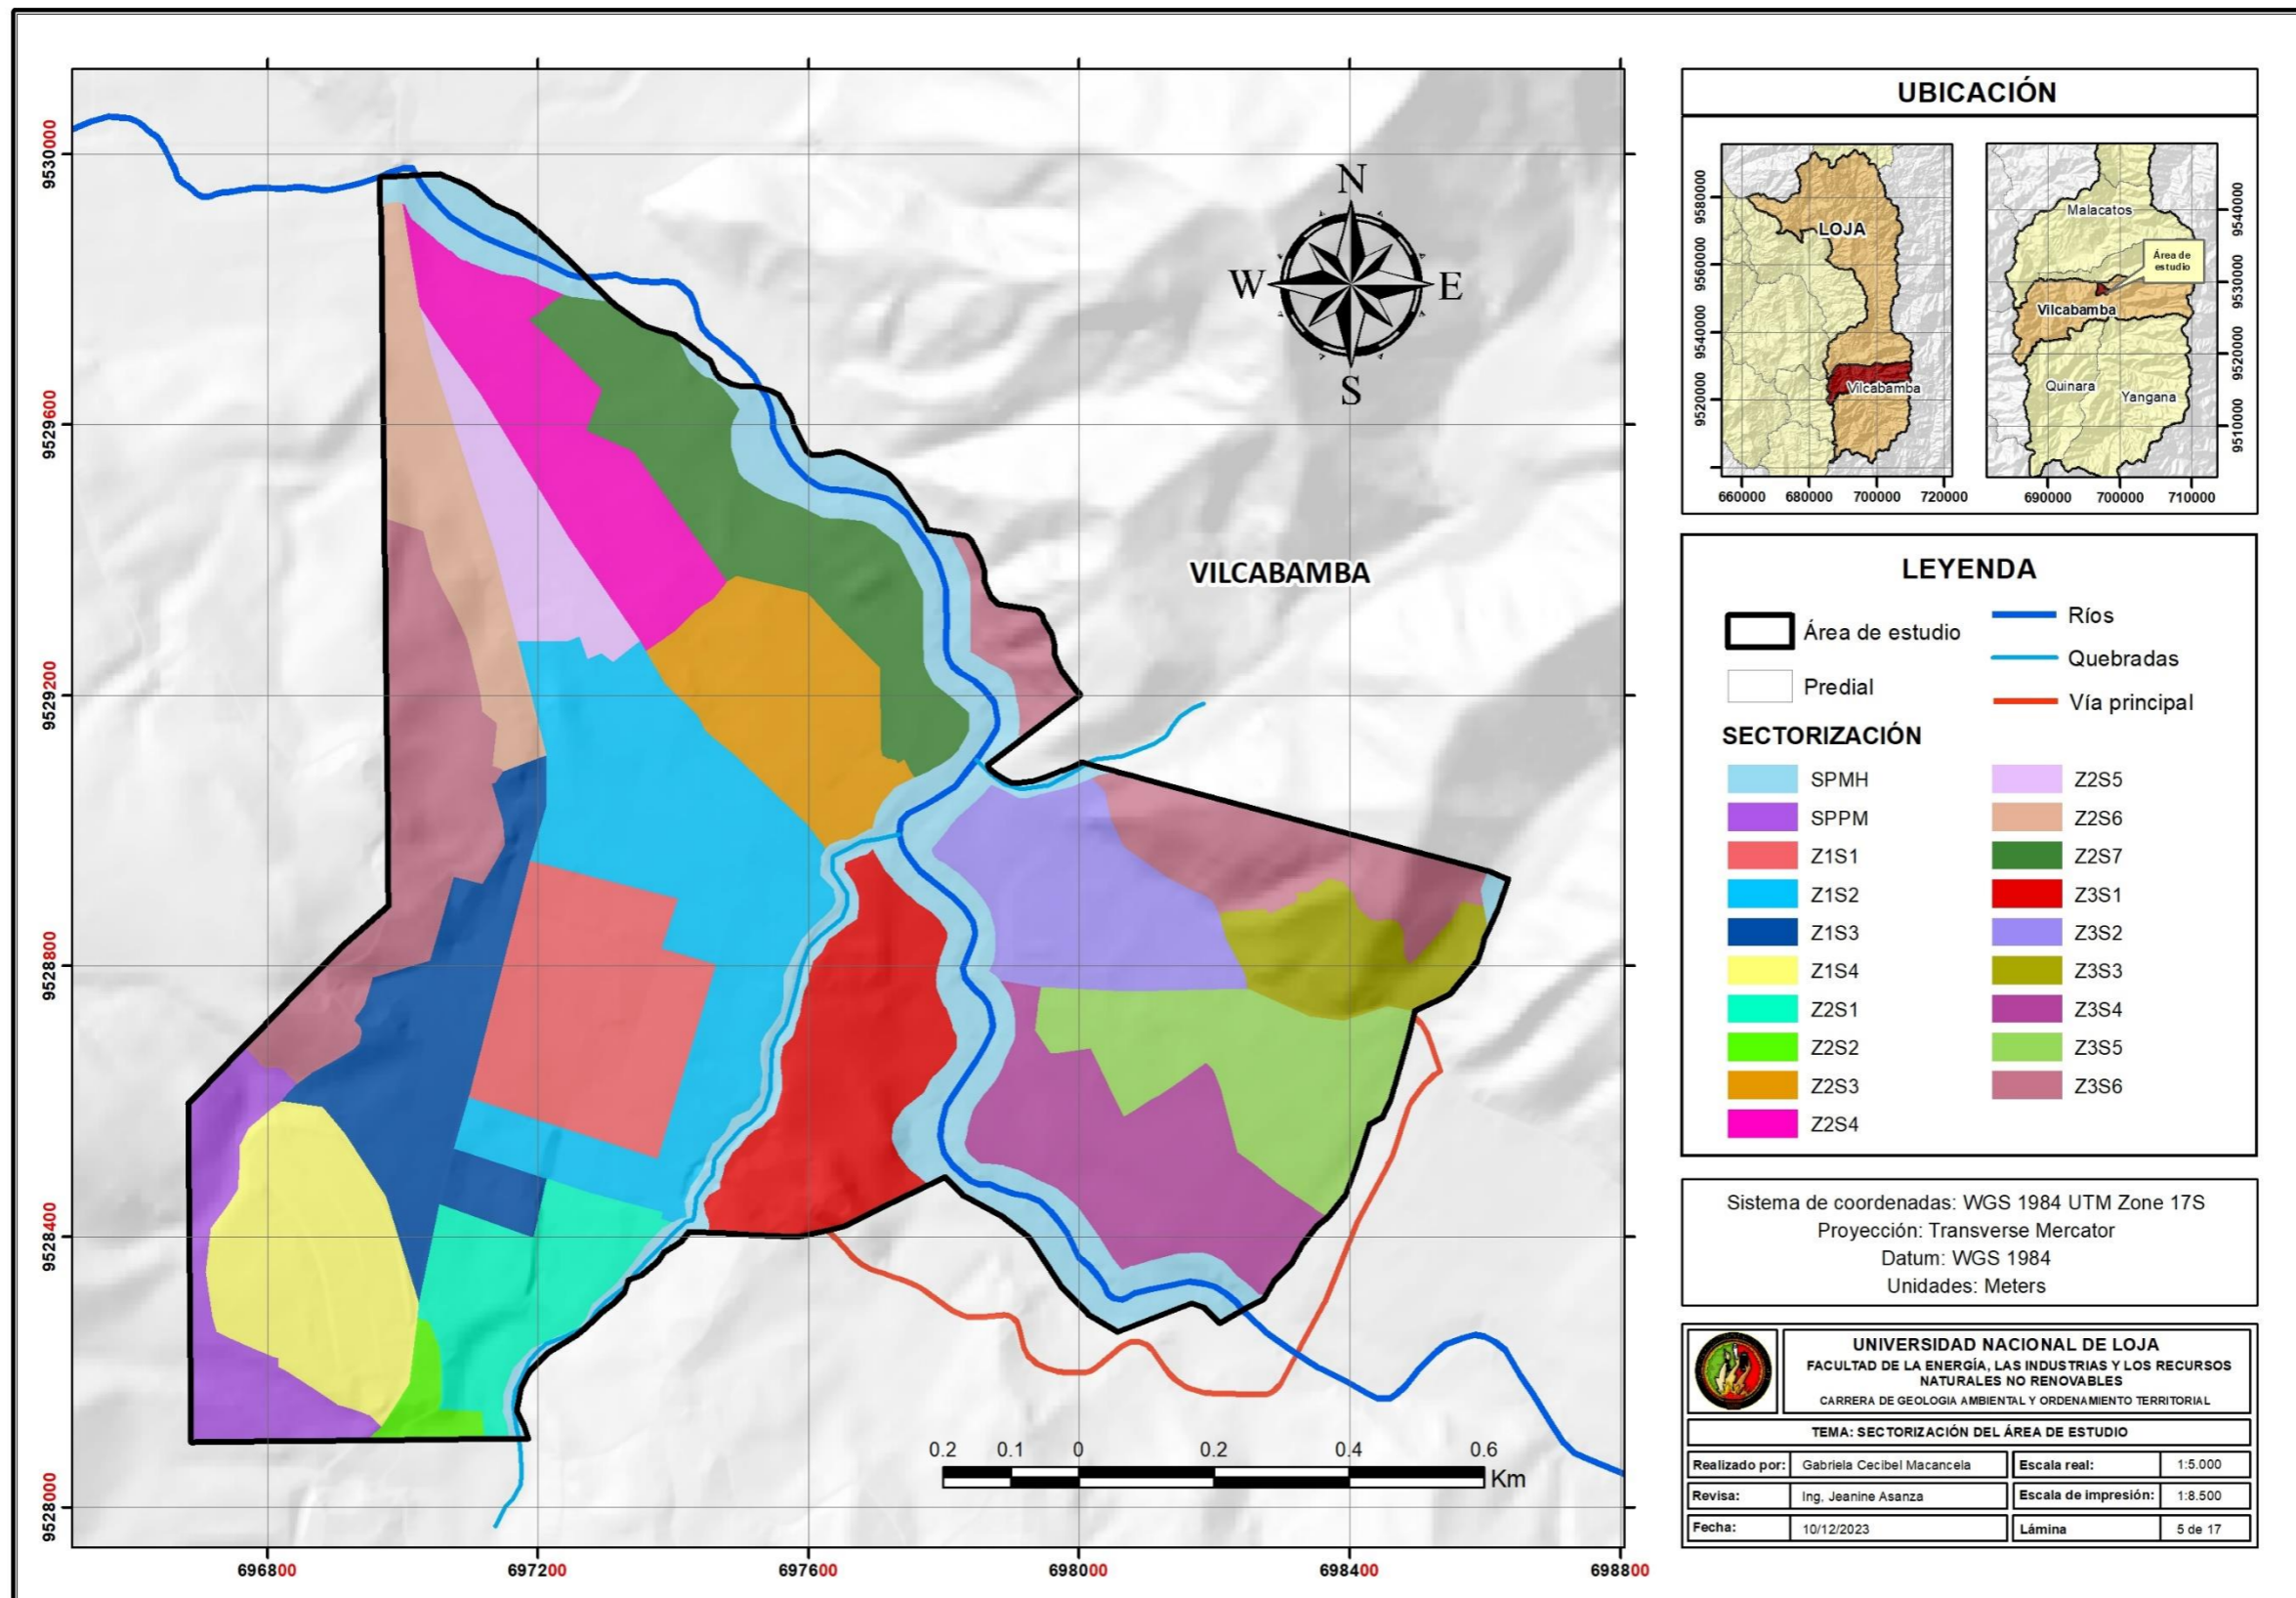 9530000
9529600
9529200
9528800
9528400
9528000
696800
697200
697600
698000
698400
698800
N
W
E
S
VILCABAMBA
0.2
0.1
0
0.2
0.4
0.6
Km
UBICACIÓN
LOJA
Vilcabamba
9580000
9560000
9540000
9520000
660000
680000
700000
720000
Malacatos
Área de
estudio
Vilcabamba
Quinara
Yangana
9540000
9530000
9520000
9510000
690000
700000
710000
LEYENDA
Área de estudio
Predial
Ríos
Quebradas
Vía principal
SECTORIZACIÓN
SPMH
SPPM
Z1S1
Z1S2
Z1S3
Z1S4
Z2S1
Z2S2
Z2S3
Z2S4
Z2S5
Z2S6
Z2S7
Z3S1
Z3S2
Z3S3
Z3S4
Z3S5
Z3S6
Sistema de coordenadas: WGS 1984 UTM Zone 17S
Proyección: Transverse Mercator
Datum: WGS 1984
Unidades: Meters
UNIVERSIDAD NACIONAL DE LOJA
FACULTAD DE LA ENERGÍA, LAS INDUSTRIAS Y LOS RECURSOS
NATURALES NO RENOVABLES
CARRERA DE GEOLOGIA AMBIENTAL Y ORDENAMIENTO TERRITORIAL
TEMA: SECTORIZACIÓN DEL ÁREA DE ESTUDIO
Realizado por: Gabriela Cecibel Macancela
Escala real: 1:5.000
Revisa: Ing, Jeanine Asanza
Escala de impresión: 1:8.500
Fecha: 10/12/2023
Lámina 5 de 17